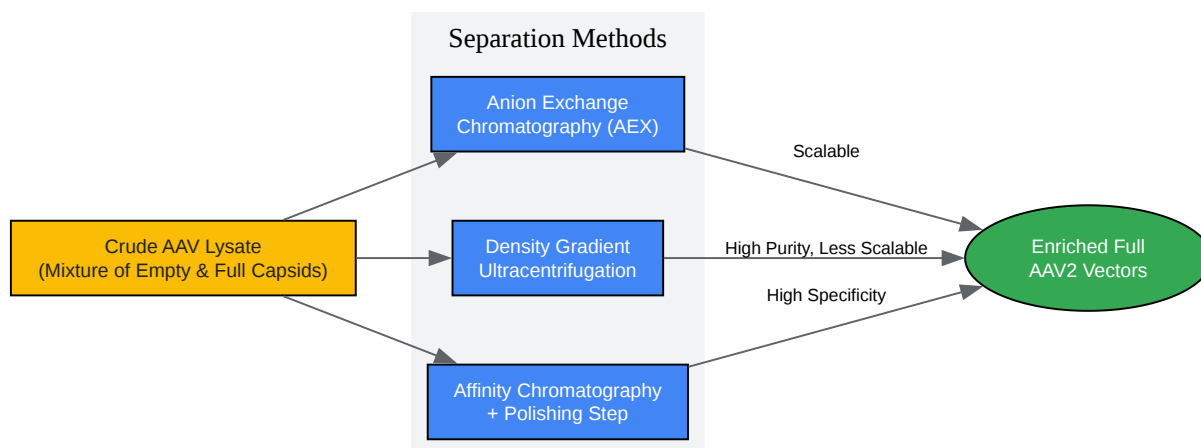 Separation Methods
Anion Exchange
Chromatography (AEX)
Scalable
Crude AAV Lysate
(Mixture of Empty & Full Capsids)
Density Gradient
Ultracentrifugation
High Purity, Less Scalable
Enriched Full
AAV2 Vectors
High Specificity
Affinity Chromatography
+ Polishing Step